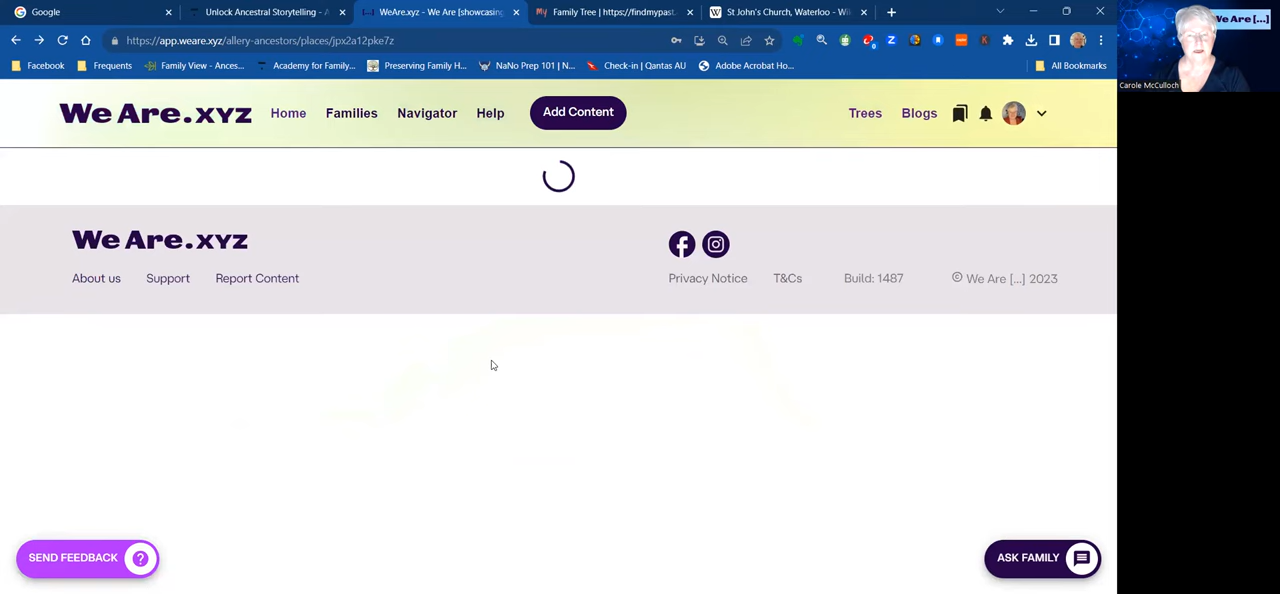 Google
Unlock Ancestral Storytelling - A
WeAre.xyz - We Are [showcasing
Family Tree | https://findmypast.
St John's Church, Waterloo - Wi
https://app.weare.xyz/allery-ancestors/places/jpx2a12pke7z
Facebook
Frequents
Family View - Ances...
Academy for Famil...
Preserving Family H...
NaNo Prep 101 | N...
Check-in | Qantas AU
Adobe Acrobat Ho...
All Bookmarks
We Are.xyz
Home
Families
Navigator
Help
Add Content
Trees
Blogs
We Are [...]
Carole McCulloch
We Are.xyz
About us
Support
Report Content
Privacy Notice
T&Cs
Build: 1487
© We Are [...] 2023
SEND FEEDBACK
ASK FAMILY